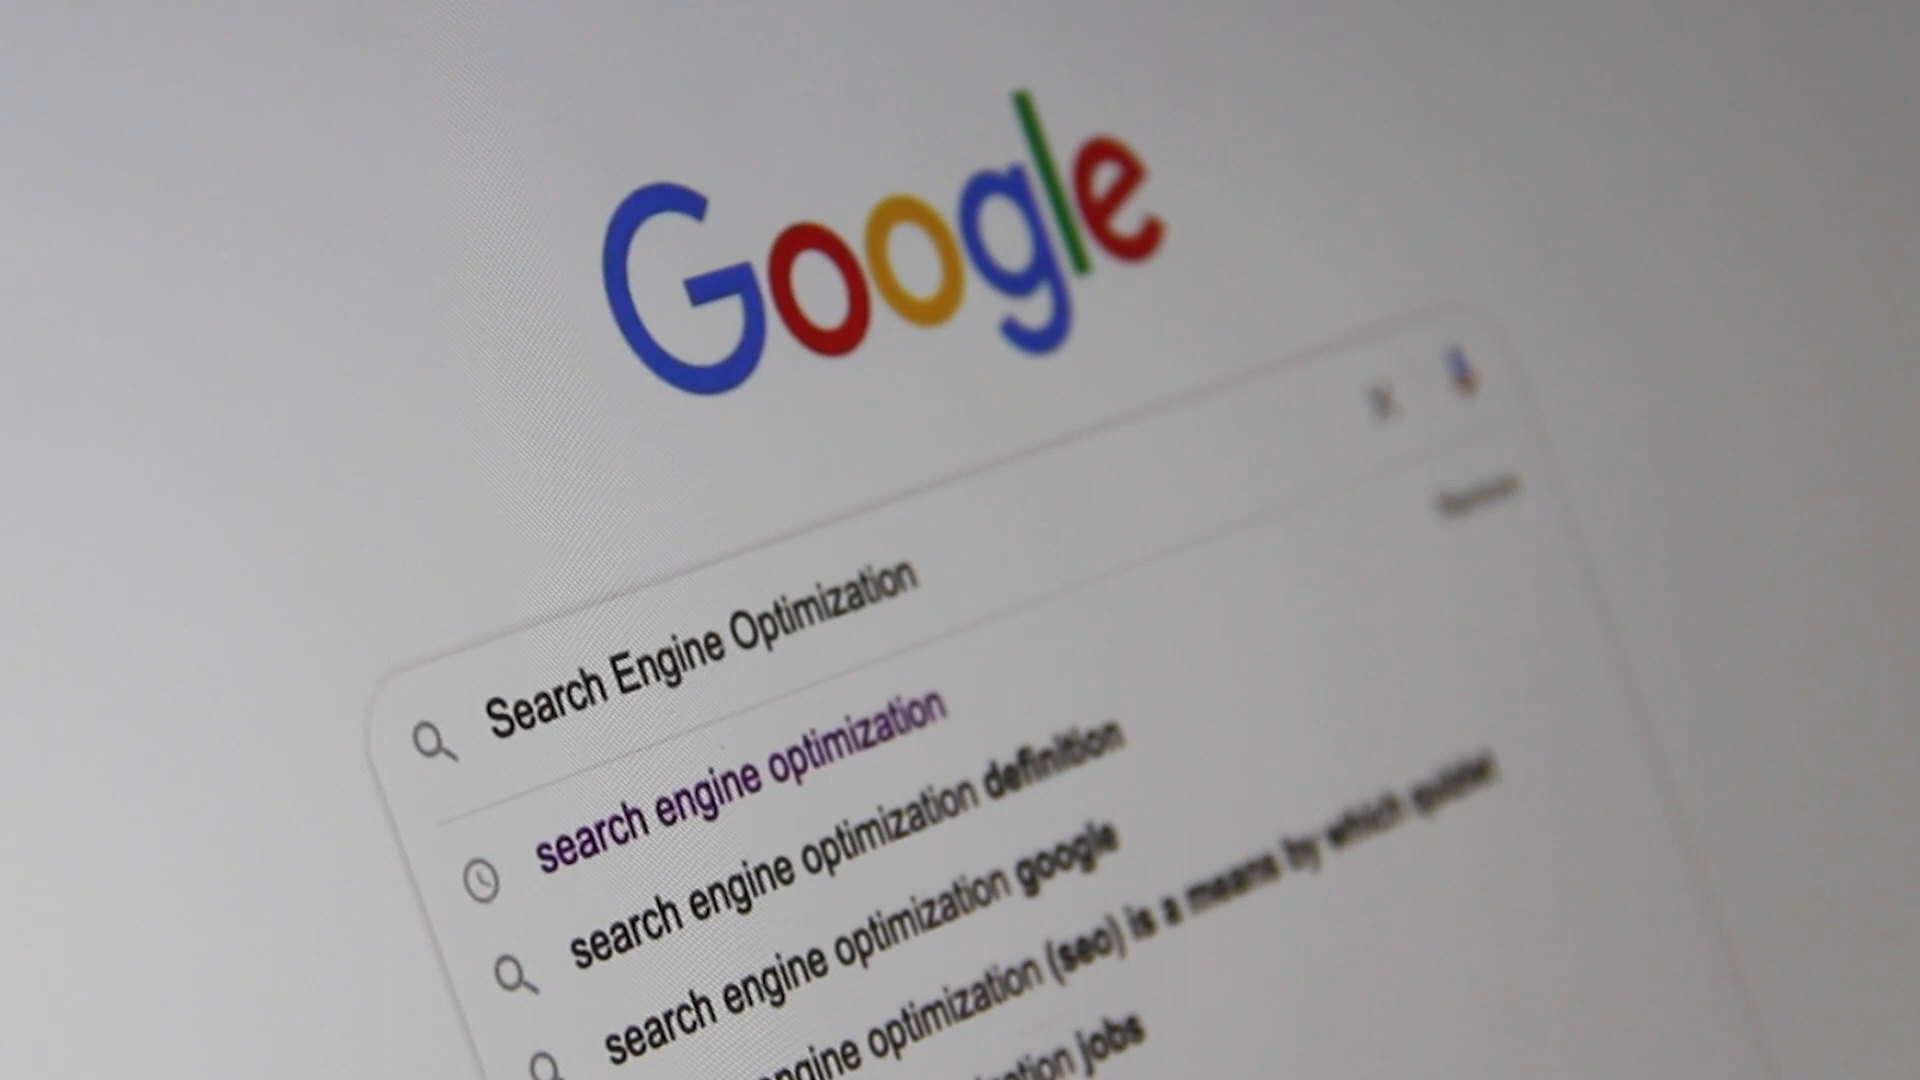 Google
Search Engine Optimization
search engine optimization
search engine optimization definition
search engine optimization google
engine optimization (seo) is a means by which
jobs